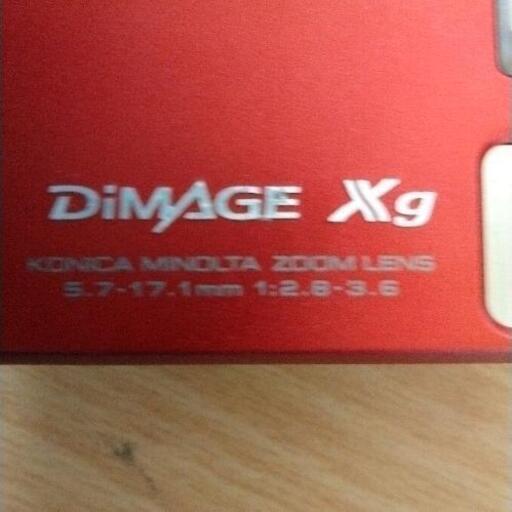 DiMAGE Xg
KONICA MINOLTA ZOOM LENS
5.7-17.1mm 1:2.8-3.6